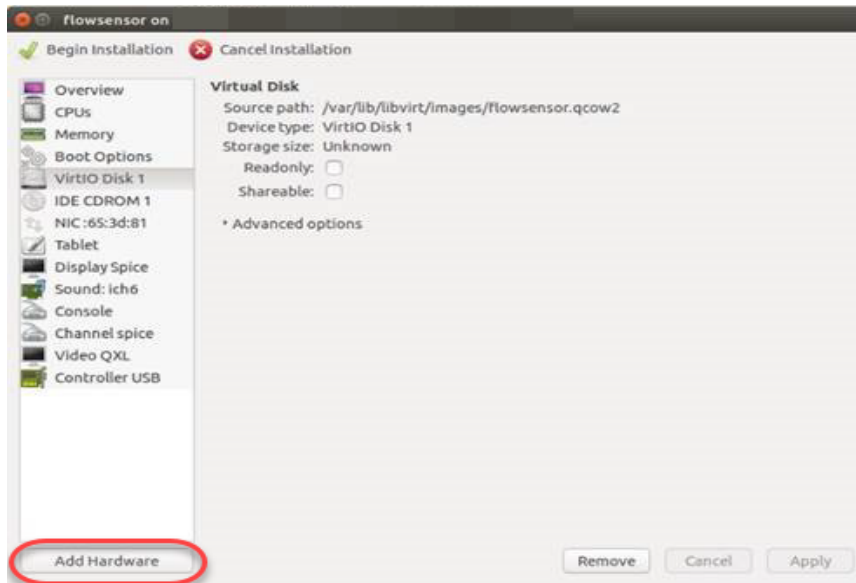 flowsensor on
Begin Installation Cancel Installation
Overview
CPUs
Memory
Boot Options
VirtIO Disk 1
IDE CDROM 1
NIC :65:3d:81
Tablet
Display Spice
Sound: ich6
Console
Channel spice
Video QXL
Controller USB
Virtual Disk
Source path: /var/lib/libvirt/images/flowsensor.qcow2
Device type: VirtIO Disk 1
Storage size: Unknown
Readonly:
Shareable:
Advanced options
Add Hardware Remove Cancel Apply